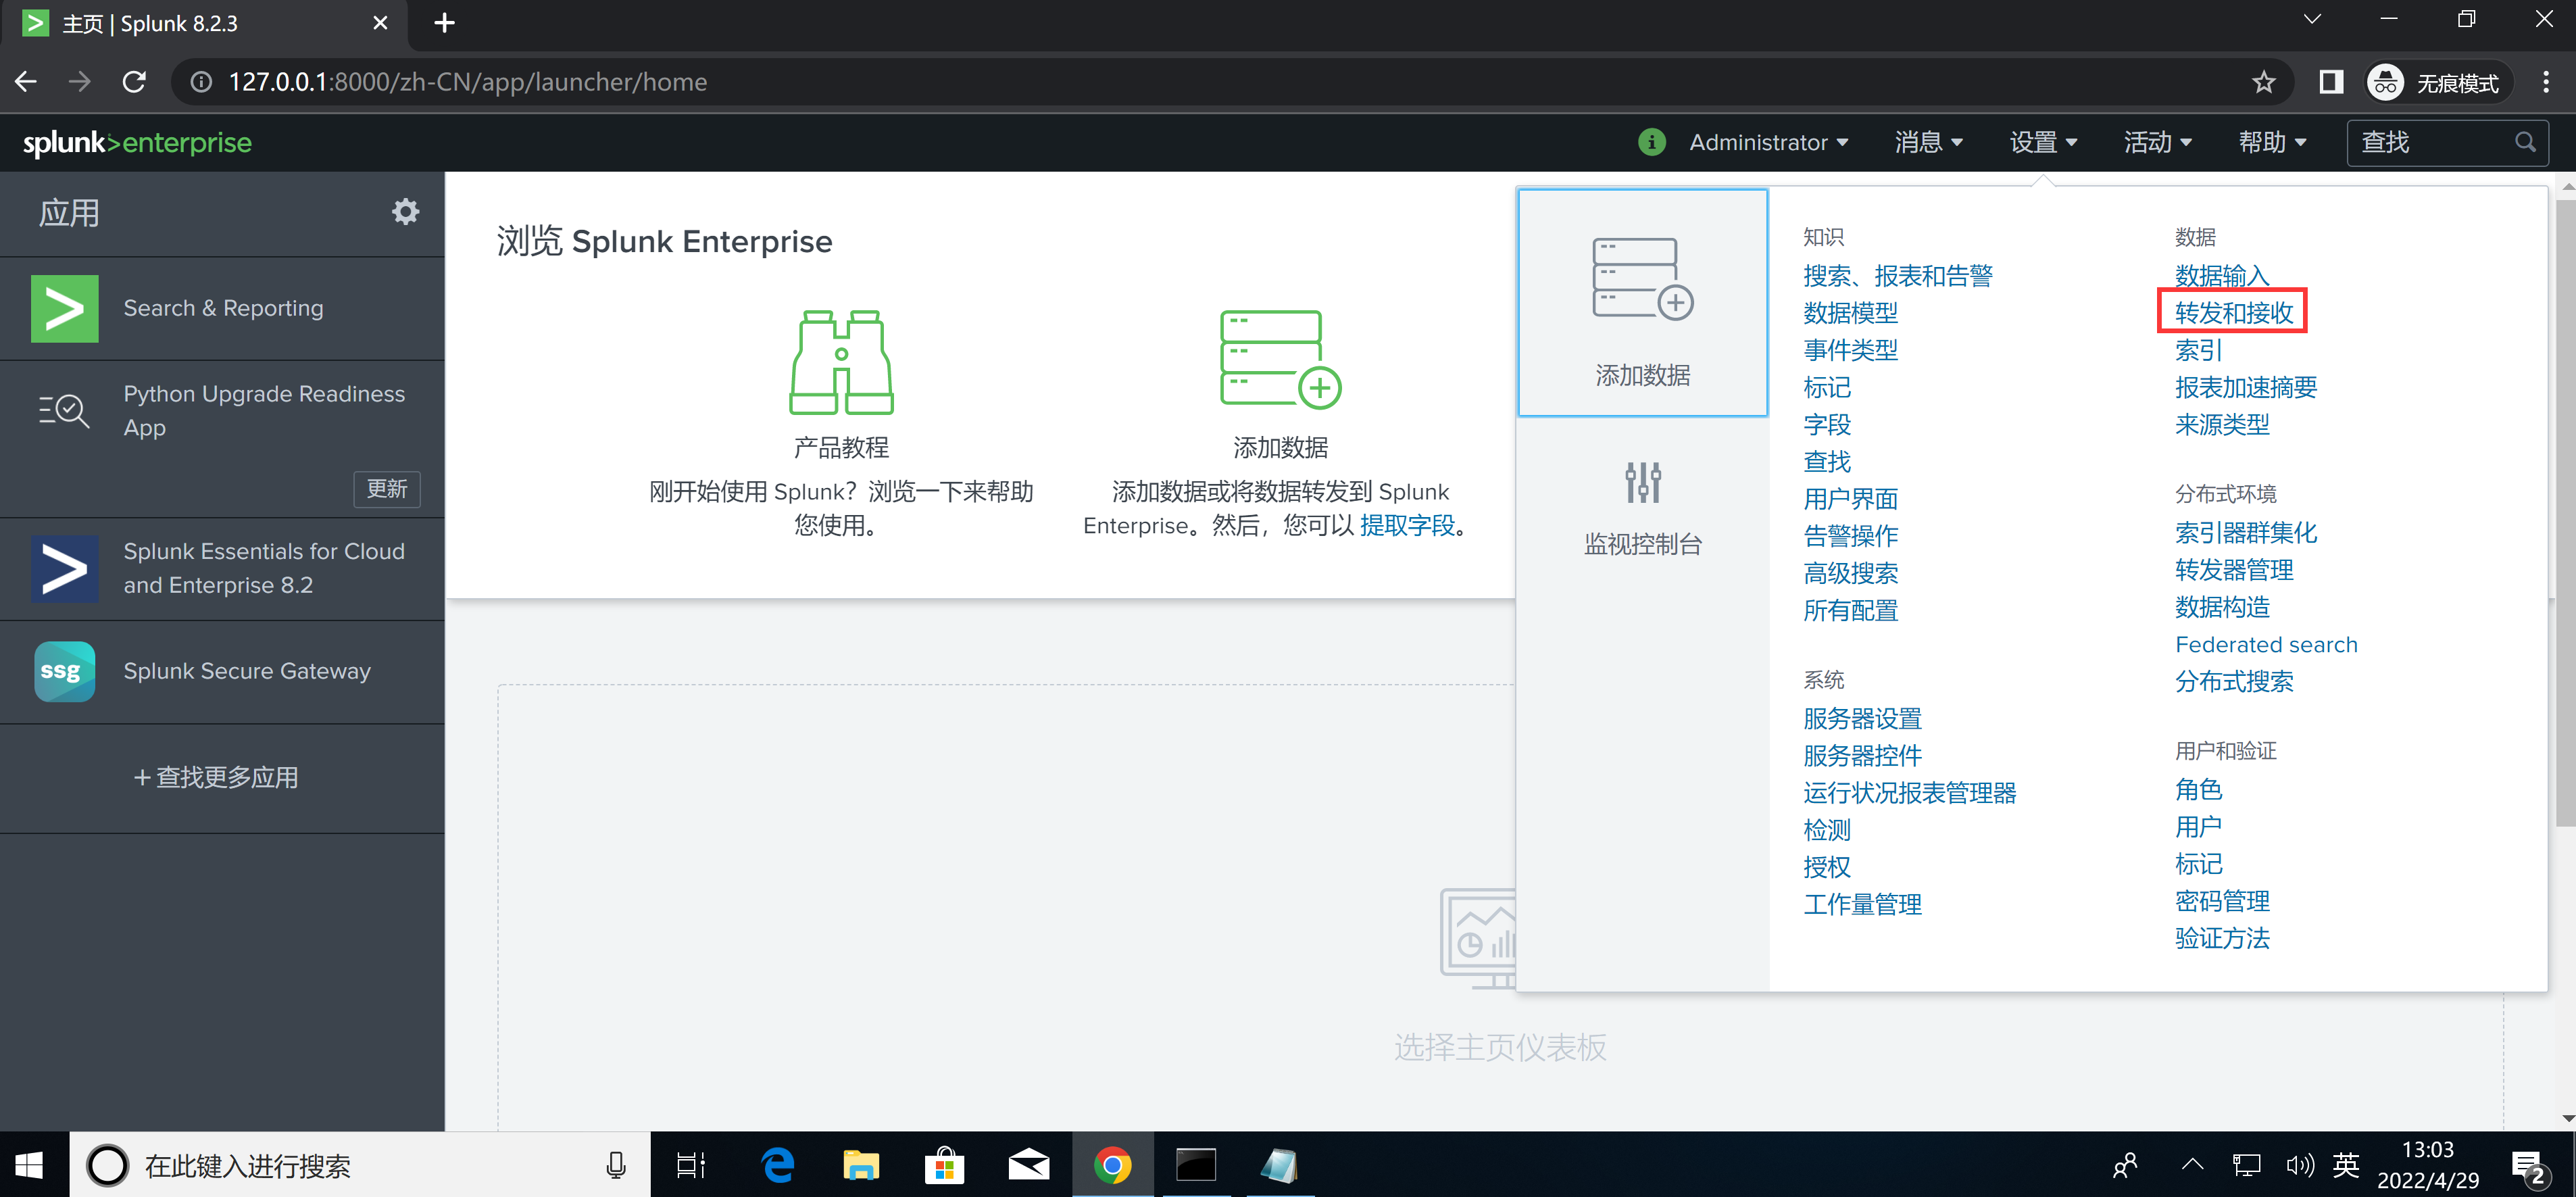 主页 | Splunk 8.2.3
127.0.0.1:8000/zh-CN/app/launcher/home
无痕模式
splunk>enterprise
Administrator
消息
设置
活动
帮助
查找
应用
Search & Reporting
Python Upgrade Readiness
App
更新
Splunk Essentials for Cloud
and Enterprise 8.2
ssg
Splunk Secure Gateway
+ 查找更多应用
浏览 Splunk Enterprise
产品教程
刚开始使用 Splunk？浏览一下来帮助
您使用。
添加数据
添加数据或将数据转发到 Splunk
Enterprise。然后，您可以 提取字段。
选择主页仪表板
添加数据
监视控制台
知识
搜索、报表和告警
数据模型
事件类型
标记
字段
查找
用户界面
告警操作
高级搜索
所有配置
系统
服务器设置
服务器控件
运行状况报表管理器
检测
授权
工作量管理
数据
数据输入
转发和接收
索引
报表加速摘要
来源类型
分布式环境
索引器群集化
转发器管理
数据构造
Federated search
分布式搜索
用户和验证
角色
用户
标记
密码管理
验证方法
在此键入进行搜索
英
13:03
2022/4/29
2